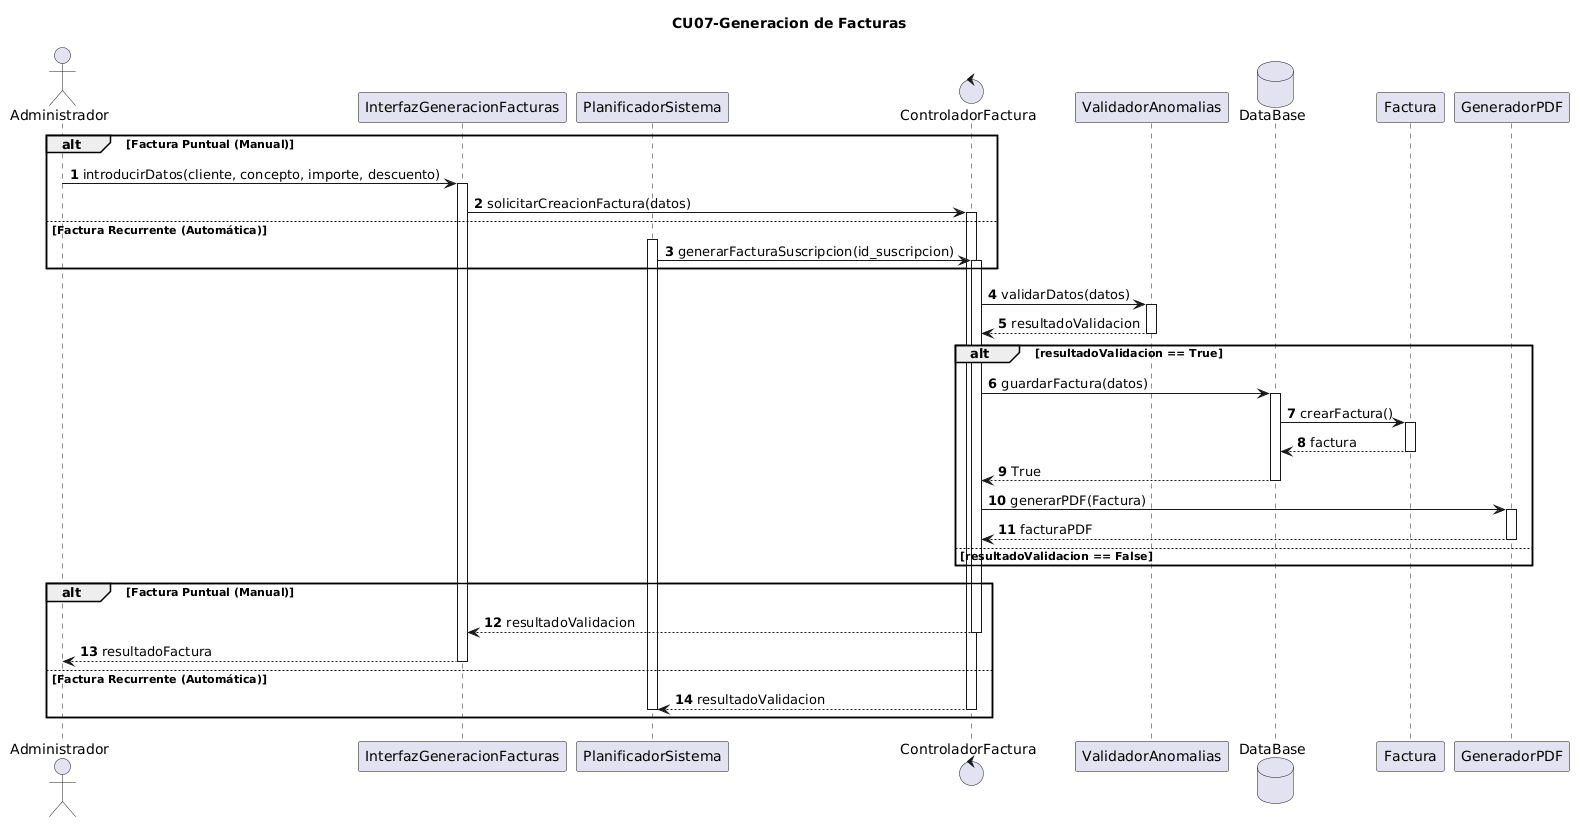 CU07-Generacion de Facturas
Administrador
InterfazGeneracionFacturas
PlanificadorSistema
ControladorFactura
ValidadorAnomalias
DataBase
Factura
GeneradorPDF
alt [Factura Puntual (Manual)]
1 introducirDatos(cliente, concepto, importe, descuento)
2 solicitarCreacionFactura(datos)
[Factura Recurrente (Automática)]
3 generarFacturaSuscripcion(id_suscripcion)
4 validarDatos(datos)
5 resultadoValidacion
alt [resultadoValidacion == True]
6 guardarFactura(datos)
7 crearFactura()
8 factura
9 True
10 generarPDF(Factura)
11 facturaPDF
[resultadoValidacion == False]
alt [Factura Puntual (Manual)]
12 resultadoValidacion
13 resultadoFactura
[Factura Recurrente (Automática)]
14 resultadoValidacion
Administrador
InterfazGeneracionFacturas
PlanificadorSistema
ControladorFactura
ValidadorAnomalias
DataBase
Factura
GeneradorPDF